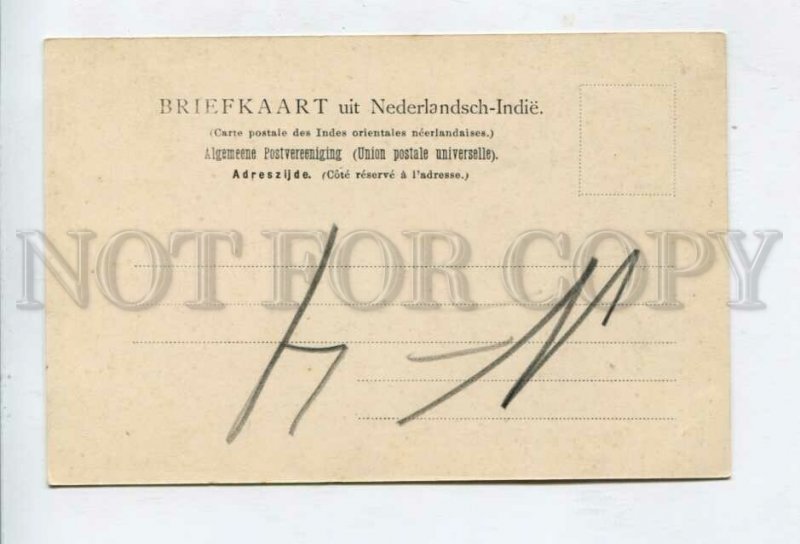 BRIEFKAART uit Nederlandsch-Indië.
(Carte postale des Indes orientales néerlandaises.)
Algemeene Postvereeniging (Union postale universelle).
Adreszijde. (Côté réservé à l'adresse.)
NOT FOR COPY